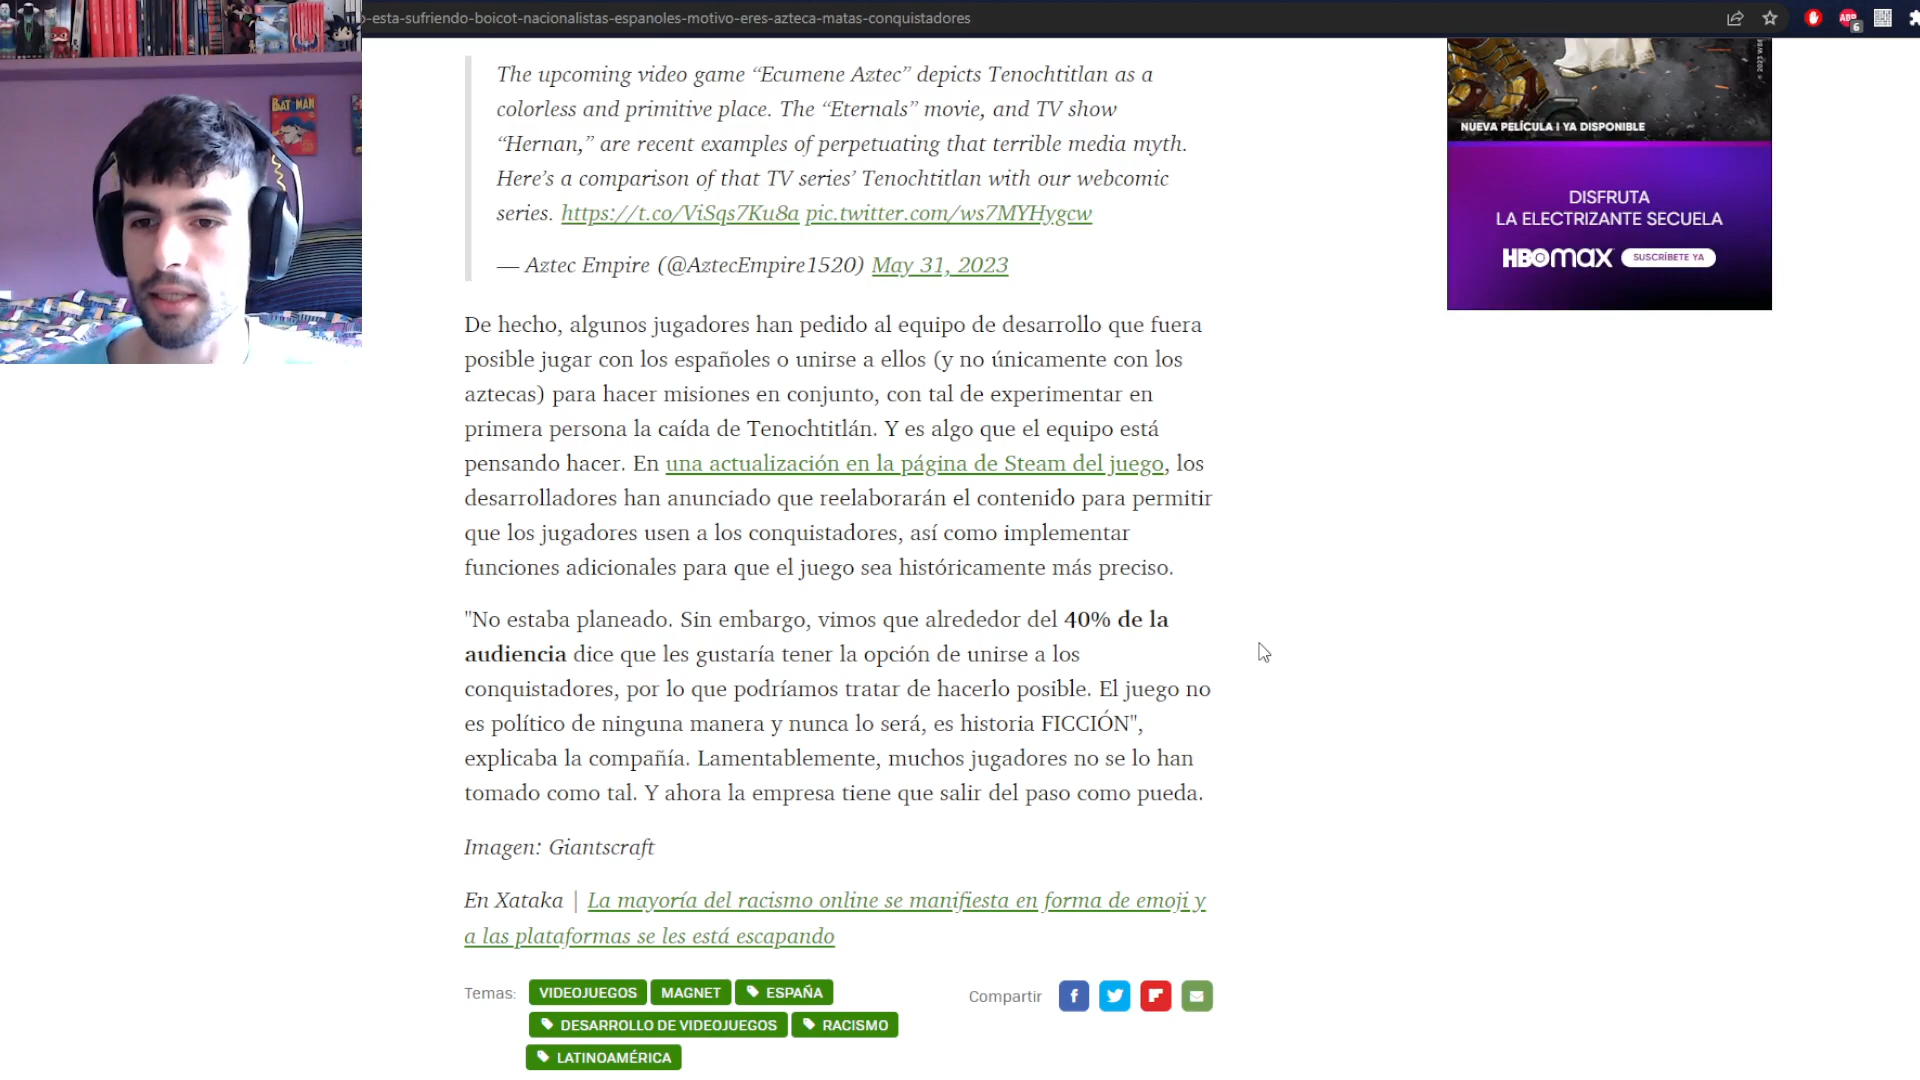 -esta-sufriendo-boicot-nacionalistas-espanoles-motivo-eres-azteca-matas-conquistadores
6
BATMAN
The upcoming video game “Ecumene Aztec” depicts Tenochtitlan as a
colorless and primitive place. The “Eternals” movie, and TV show
“Hernan,” are recent examples of perpetuating that terrible media myth.
Here’s a comparison of that TV series’ Tenochtitlan with our webcomic
series. https://t.co/ViSqs7Ku8a pic.twitter.com/ws7MYHygcw
— Aztec Empire (@AztecEmpire1520) May 31, 2023
De hecho, algunos jugadores han pedido al equipo de desarrollo que fuera
posible jugar con los españoles o unirse a ellos (y no únicamente con los
aztecas) para hacer misiones en conjunto, con tal de experimentar en
primera persona la caída de Tenochtitlán. Y es algo que el equipo está
pensando hacer. En una actualización en la página de Steam del juego, los
desarrolladores han anunciado que reelaborarán el contenido para permitir
que los jugadores usen a los conquistadores, así como implementar
funciones adicionales para que el juego sea históricamente más preciso.
"No estaba planeado. Sin embargo, vimos que alrededor del 40% de la
audiencia dice que les gustaría tener la opción de unirse a los
conquistadores, por lo que podríamos tratar de hacerlo posible. El juego no
es político de ninguna manera y nunca lo será, es historia FICCIÓN",
explicaba la compañía. Lamentablemente, muchos jugadores no se lo han
tomado como tal. Y ahora la empresa tiene que salir del paso como pueda.
Imagen: Giantscraft
En Xataka | La mayoría del racismo online se manifiesta en forma de emoji y
a las plataformas se les está escapando
Temas: VIDEOJUEGOS MAGNET ESPAÑA
DESARROLLO DE VIDEOJUEGOS RACISMO
LATINOAMÉRICA
Compartir
NUEVA PELÍCULA | YA DISPONIBLE
DISFRUTA
LA ELECTRIZANTE SECUELA
HBOMAX SUSCRÍBETE YA